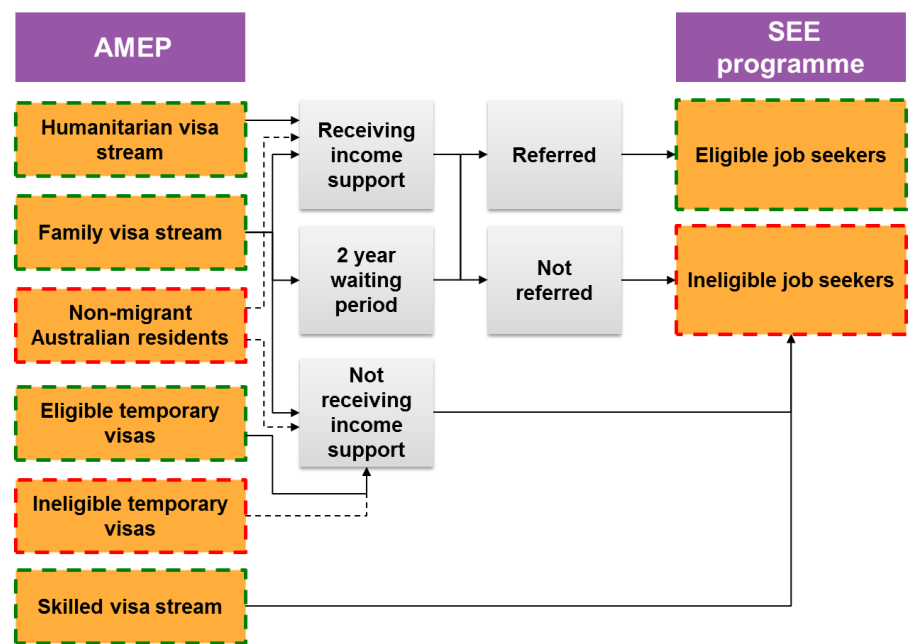 AMEP
SEE
programme
Humanitarian visa
stream
Receiving
income
support
Referred
Eligible job seekers
Family visa stream
2 year
waiting
period
Not
referred
Ineligible job seekers
Non-migrant
Australian residents
Not
receiving
income
support
Eligible temporary
visas
Ineligible temporary
visas
Skilled visa stream